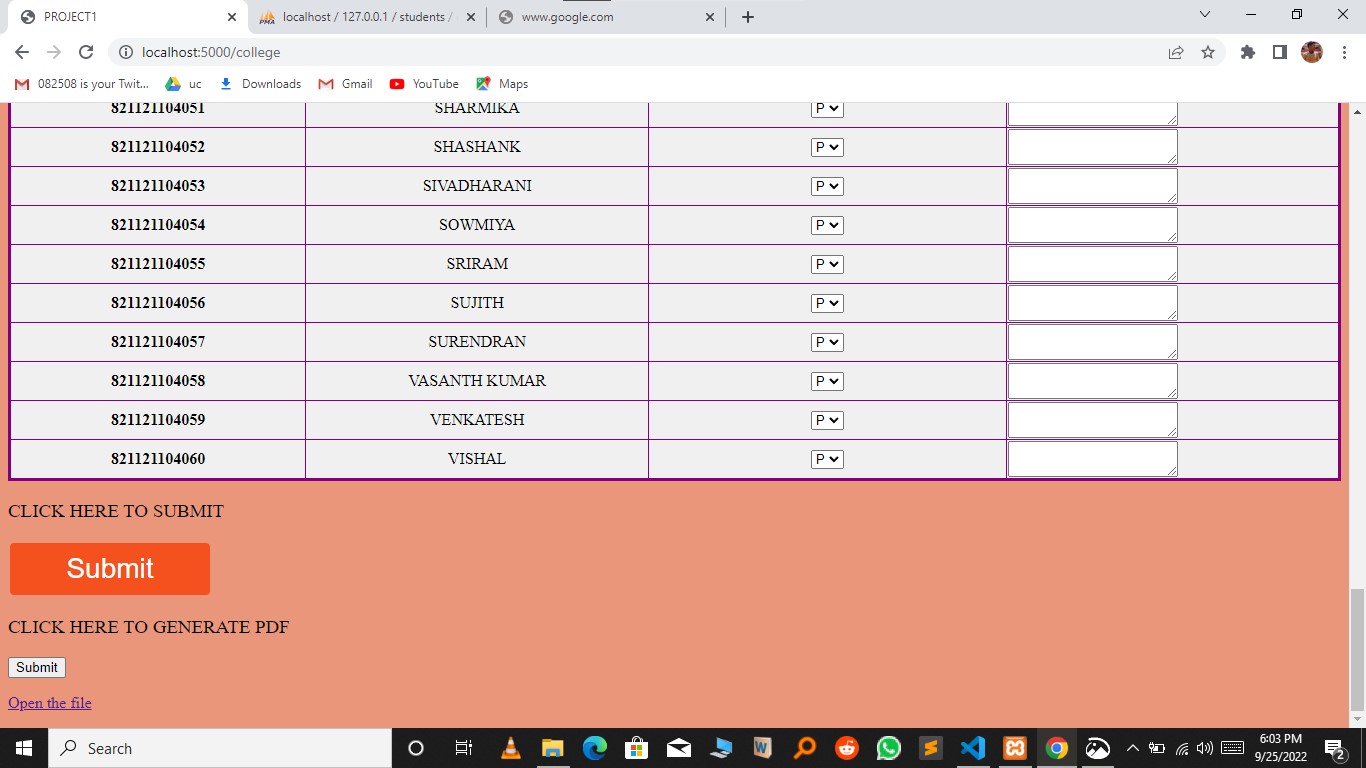 PROJECT1
localhost / 127.0.0.1 / students /
www.google.com
localhost:5000/college
082508 is your Twit...
uc
Downloads
Gmail
YouTube
Maps
821121104051 SHARMIKA P
821121104052 SHASHANK P
821121104053 SIVADHARANI P
821121104054 SOWMIYA P
821121104055 SRIRAM P
821121104056 SUJITH P
821121104057 SURENDRAN P
821121104058 VASANTH KUMAR P
821121104059 VENKATESH P
821121104060 VISHAL P
CLICK HERE TO SUBMIT
Submit
CLICK HERE TO GENERATE PDF
Submit
Open the file
Search
6:03 PM
9/25/2022
2